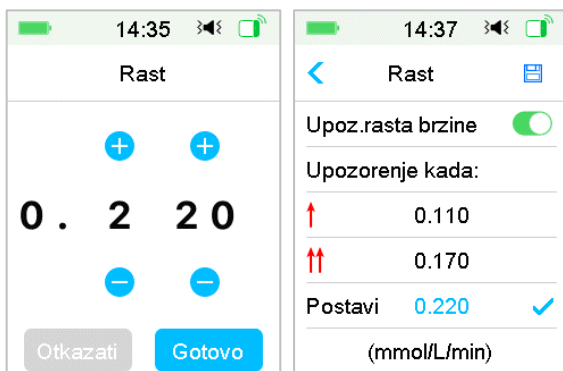 14:35
Rast
0. 2 20
Otkazati Gotovo
14:37
Rast
Upoz.rasta brzine
Upozorenje kada:
0.110
0.170
Postavi 0.220
(mmol/L/min)